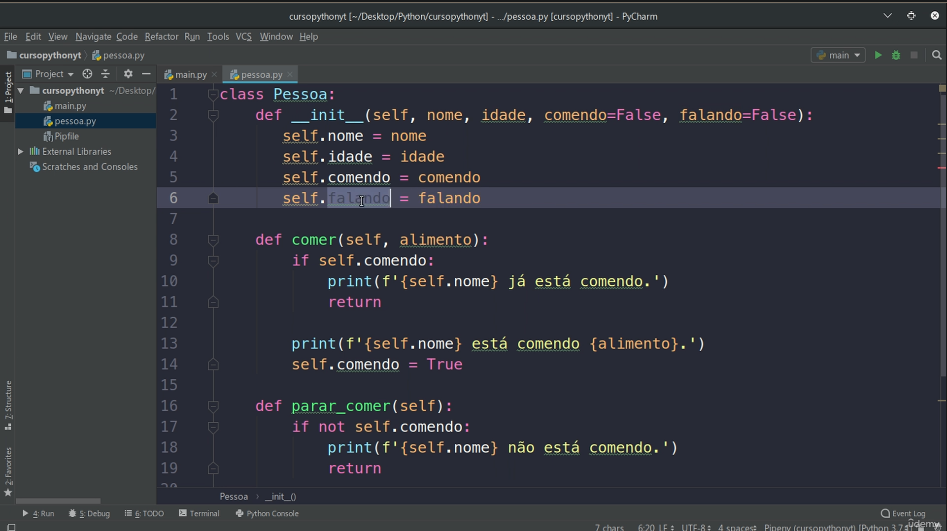 cursopythonyt [~/Desktop/Python/cursopythonyt] - .../pessoa.py [cursopythonyt] - PyCharm
File Edit View Navigate Code Refactor Run Tools VCS Window Help
cursopythonyt pessoa.py main
Project main.py pessoa.py
1: Project
cursopythonyt ~/Desktop/
main.py
pessoa.py
Pipfile
External Libraries
Scratches and Consoles
1 class Pessoa:
2 def __init__(self, nome, idade, comendo=False, falando=False):
3 self.nome = nome
4 self.idade = idade
5 self.comendo = comendo
6 self.falando = falando
7
8 def comer(self, alimento):
9 if self.comendo:
10 print(f'{self.nome} já está comendo.')
11 return
12
13 print(f'{self.nome} está comendo {alimento}.')
14 self.comendo = True
15
16 def parar_comer(self):
17 if not self.comendo:
18 print(f'{self.nome} não está comendo.')
19 return
7: Structure
2: Favorites
Pessoa __init__()
4: Run 5: Debug 6: TODO Terminal Python Console Event Log
7 chars 6:20 LF UTF-8 4 spaces Pipenv (cursopythonyt) [Python 3.7
Udemy